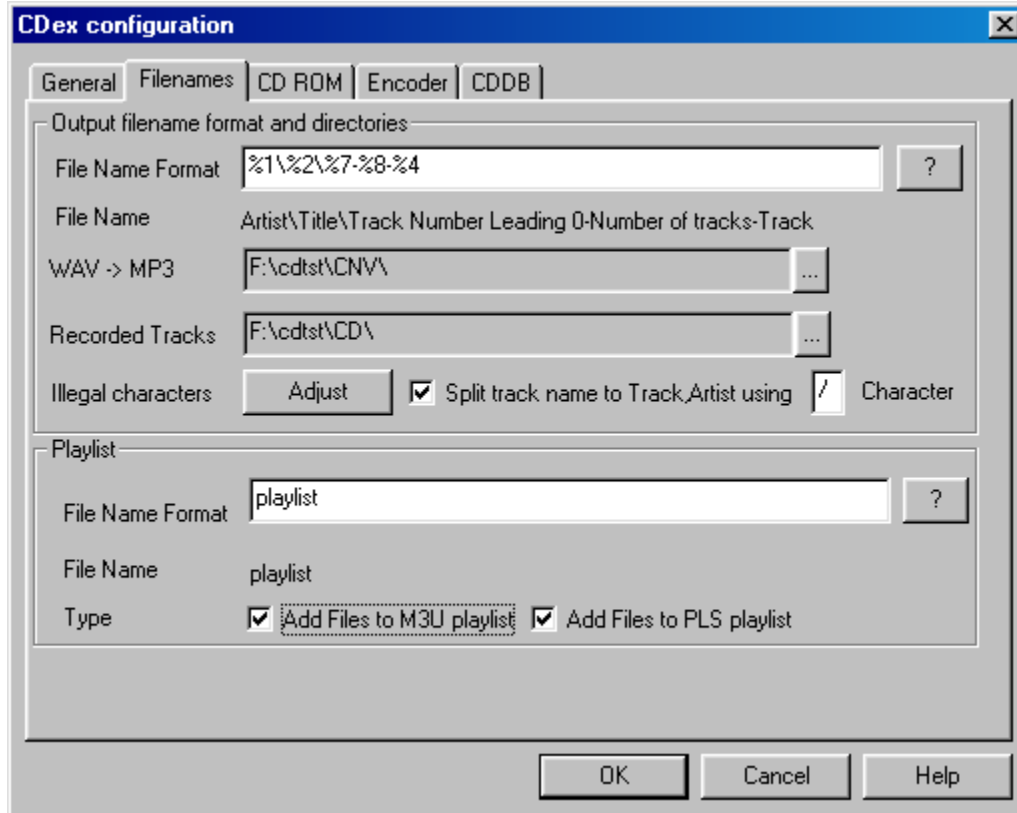 CDex configuration
General Filenames CD ROM Encoder CDDB
Output filename format and directories
File Name Format %1\%2\%7-%8-%4 ?
File Name Artist\Title\Track Number Leading 0-Number of tracks-Track
WAV -> MP3 F:\cdtst\CNV\ ...
Recorded Tracks F:\cdtst\CD\ ...
Illegal characters Adjust Split track name to Track,Artist using / Character
Playlist
File Name Format playlist ?
File Name playlist
Type Add Files to M3U playlist Add Files to PLS playlist
OK Cancel Help